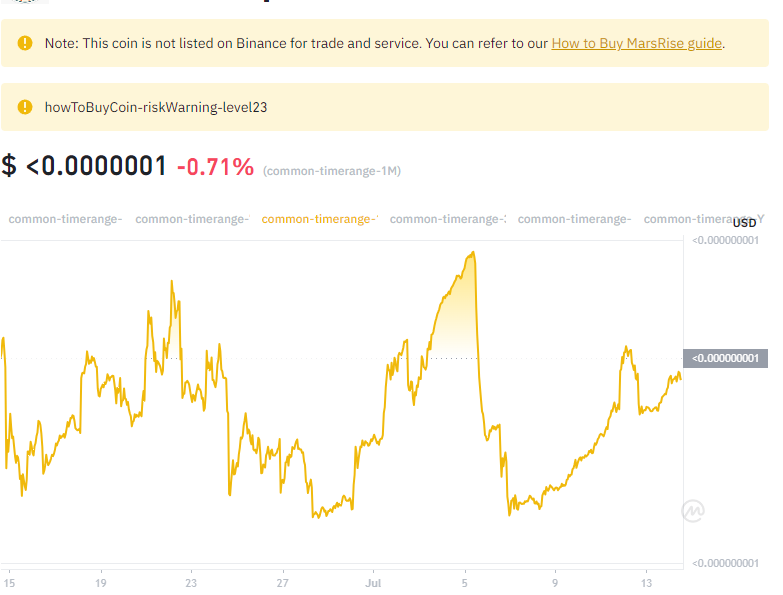 Note: This coin is not listed on Binance for trade and service. You can refer to our How to Buy MarsRise guide.
howToBuyCoin-riskWarning-level23
$ <0.0000001 -0.71% (common-timerange-1M)
common-timerange- common-timerange- common-timerange- common-timerange- common-timerange- common-timerange-Y
USD
<0.000000001
<0.000000001
<0.000000001
15 19 23 27 Jul 5 9 13